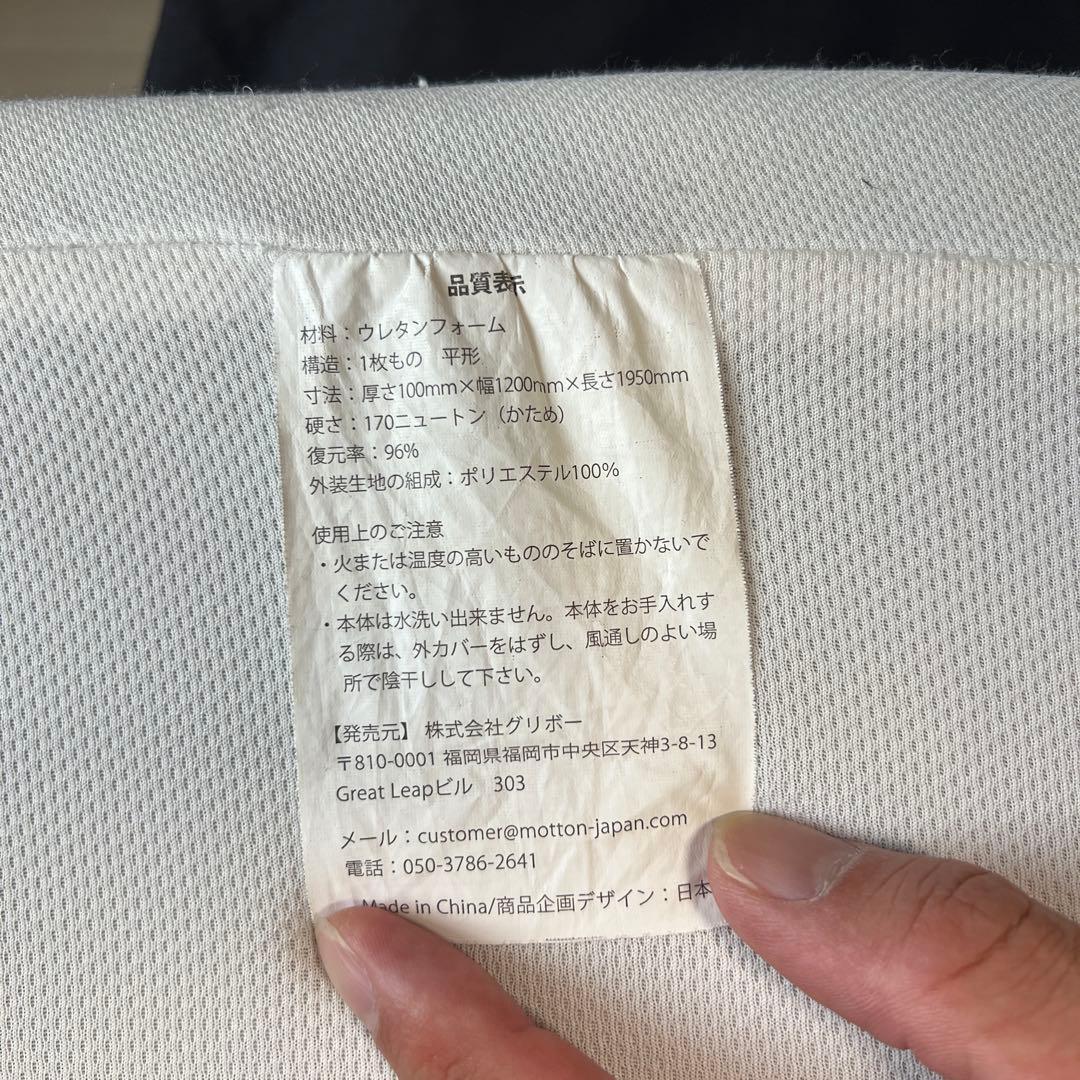 品質表示
材料：ウレタンフォーム
構造：1枚もの　平形
寸法：厚さ100mm×幅1200mm×長さ1950mm
硬さ：170ニュートン（かため）
復元率：96%
外装生地の組成：ポリエステル100%
使用上のご注意
・火または温度の高いもののそばに置かないで
ください。
・本体は水洗い出来ません。本体をお手入れす
る際は、外カバーをはずし、風通しのよい場
所で陰干しして下さい。
【発売元】 株式会社グリボー
〒810-0001 福岡県福岡市中央区天神3-8-13
Great Leapビル　303
メール：customer@motton-japan.com
電話：050-3786-2641
Made in China/商品企画デザイン：日本